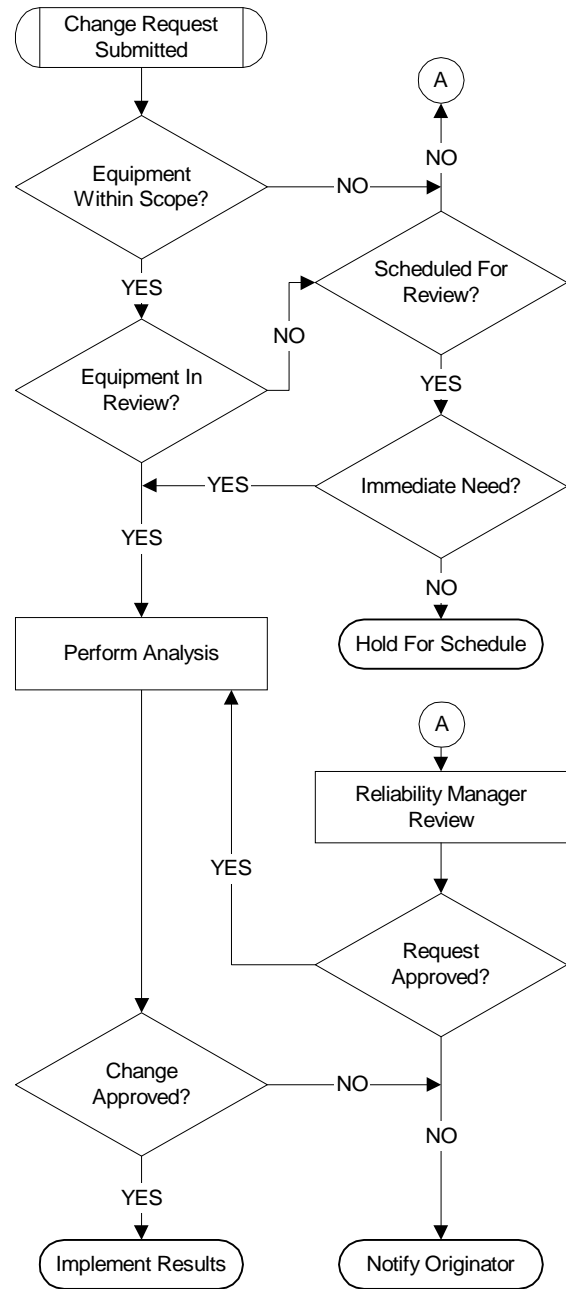 Change Request
Submitted
A
NO
Equipment
Within Scope?
NO
YES
Scheduled For
Review?
NO
Equipment In
Review?
YES
YES
Immediate Need?
YES
NO
Perform Analysis
Hold For Schedule
A
Reliability Manager
Review
YES
Request
Approved?
Change
Approved?
NO
NO
YES
Implement Results
Notify Originator